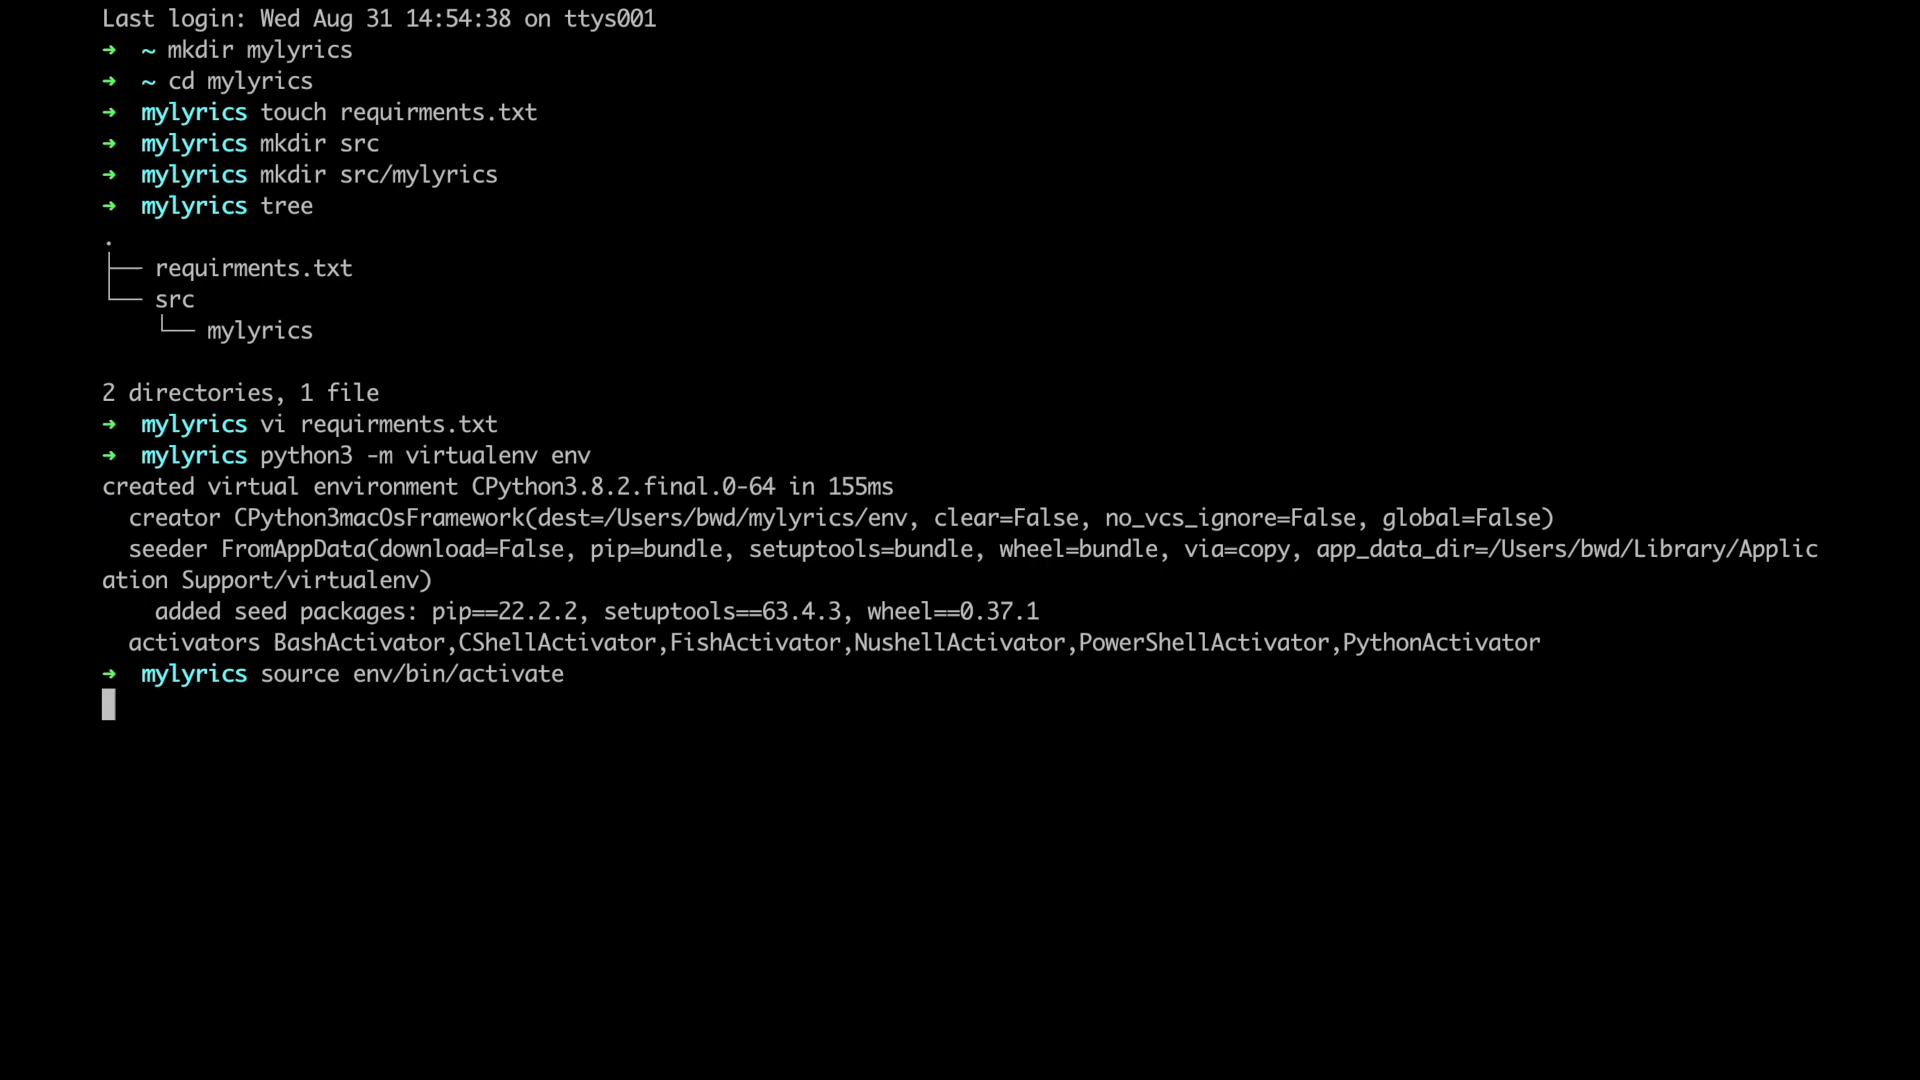 Last login: Wed Aug 31 14:54:38 on ttys001
➜  ~ mkdir mylyrics
➜  ~ cd mylyrics
➜  mylyrics touch requirments.txt
➜  mylyrics mkdir src
➜  mylyrics mkdir src/mylyrics
➜  mylyrics tree
.
├── requirments.txt
└── src
    └── mylyrics

2 directories, 1 file
➜  mylyrics vi requirments.txt
➜  mylyrics python3 -m virtualenv env
created virtual environment CPython3.8.2.final.0-64 in 155ms
  creator CPython3macOsFramework(dest=/Users/bwd/mylyrics/env, clear=False, no_vcs_ignore=False, global=False)
  seeder FromAppData(download=False, pip=bundle, setuptools=bundle, wheel=bundle, via=copy, app_data_dir=/Users/bwd/Library/Applic
ation Support/virtualenv)
    added seed packages: pip==22.2.2, setuptools==63.4.3, wheel==0.37.1
  activators BashActivator,CShellActivator,FishActivator,NushellActivator,PowerShellActivator,PythonActivator
➜  mylyrics source env/bin/activate